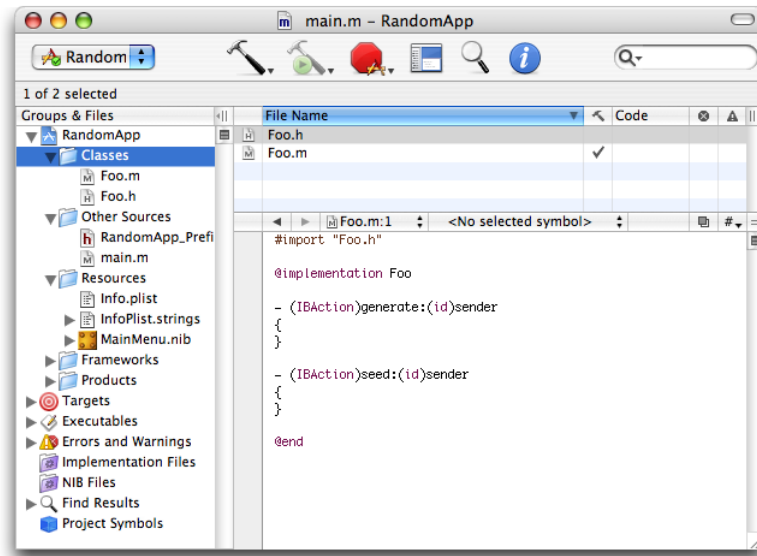 main.m – RandomApp
Random
1 of 2 selected
Groups & Files
RandomApp
Classes
Foo.m
Foo.h
Other Sources
RandomApp_Prefi
main.m
Resources
Info.plist
InfoPlist.strings
MainMenu.nib
Frameworks
Products
Targets
Executables
Errors and Warnings
Implementation Files
NIB Files
Find Results
Project Symbols
File Name Code
Foo.h
Foo.m
Foo.m:1 <No selected symbol> #
#import "Foo.h"
@implementation Foo
- (IBAction)generate:(id)sender
{
}
- (IBAction)seed:(id)sender
{
}
@end